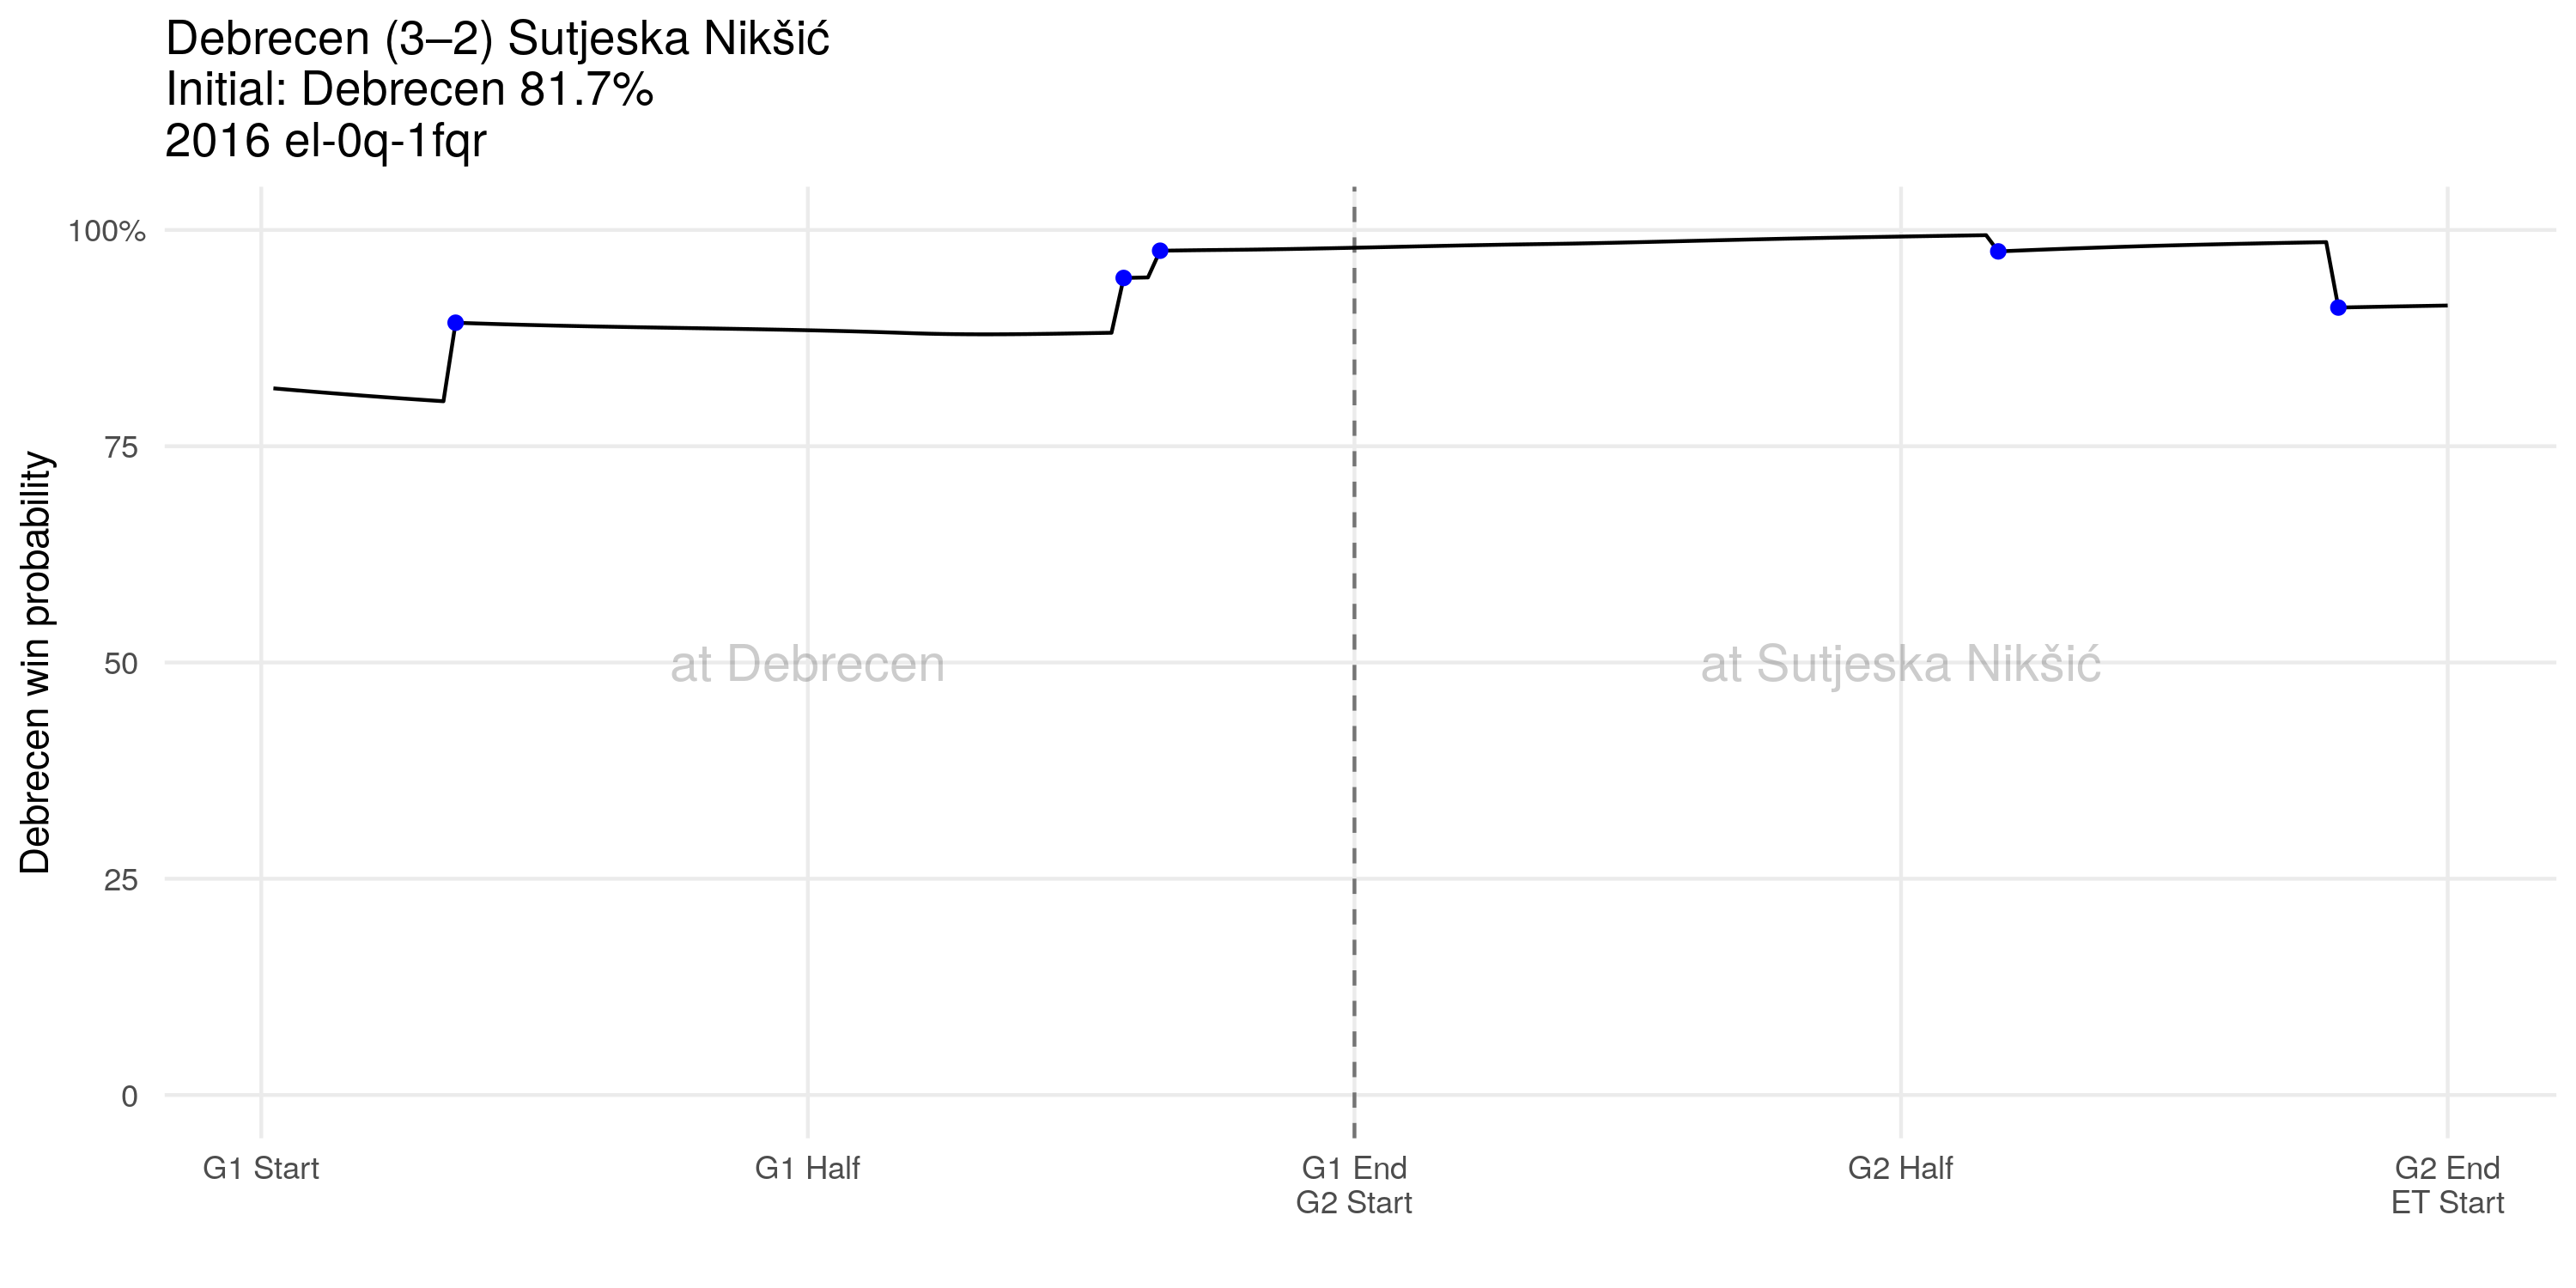 Debrecen (3–2) Sutjeska Nikšić
Initial: Debrecen 81.7%
2016 el-0q-1fqr
Debrecen win probability
100%
75
50
25
0
at Debrecen
at Sutjeska Nikšić
G1 Start
G1 Half
G1 End
G2 Start
G2 Half
G2 End
ET Start